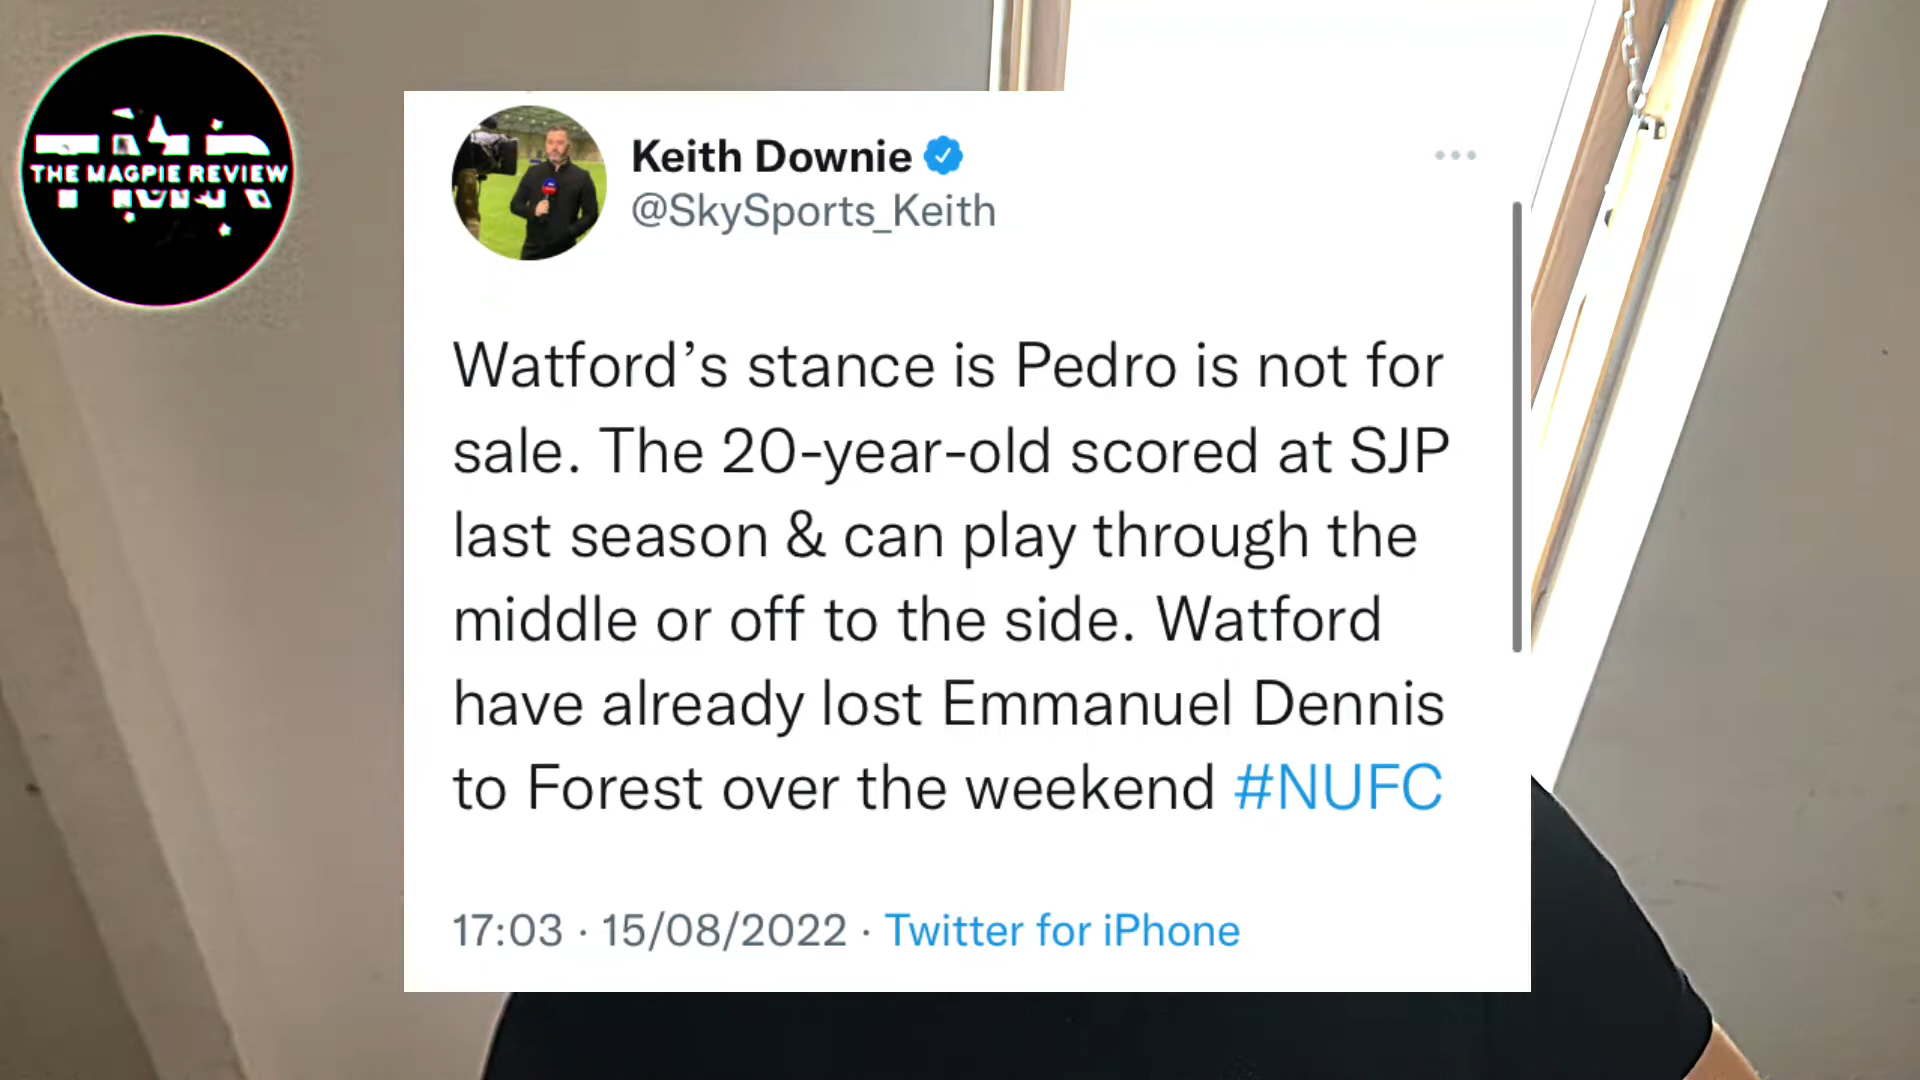 THE MAGPIE REVIEW
Keith Downie
@SkySports_Keith
Watford’s stance is Pedro is not for
sale. The 20-year-old scored at SJP
last season & can play through the
middle or off to the side. Watford
have already lost Emmanuel Dennis
to Forest over the weekend #NUFC
17:03 · 15/08/2022 · Twitter for iPhone